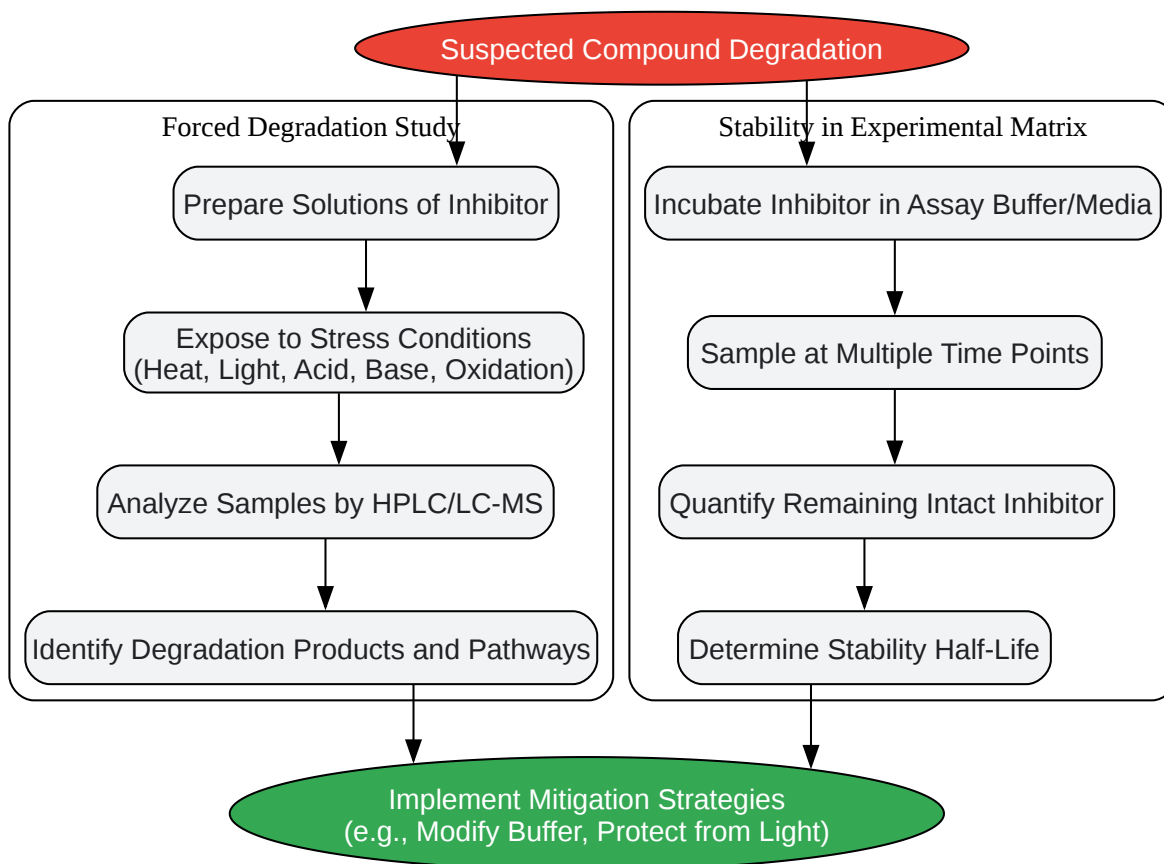 Suspected Compound Degradation
Forced Degradation Study
Prepare Solutions of Inhibitor
Expose to Stress Conditions
(Heat, Light, Acid, Base, Oxidation)
Analyze Samples by HPLC/LC-MS
Identify Degradation Products and Pathways
Stability in Experimental Matrix
Incubate Inhibitor in Assay Buffer/Media
Sample at Multiple Time Points
Quantify Remaining Intact Inhibitor
Determine Stability Half-Life
Implement Mitigation Strategies
(e.g., Modify Buffer, Protect from Light)